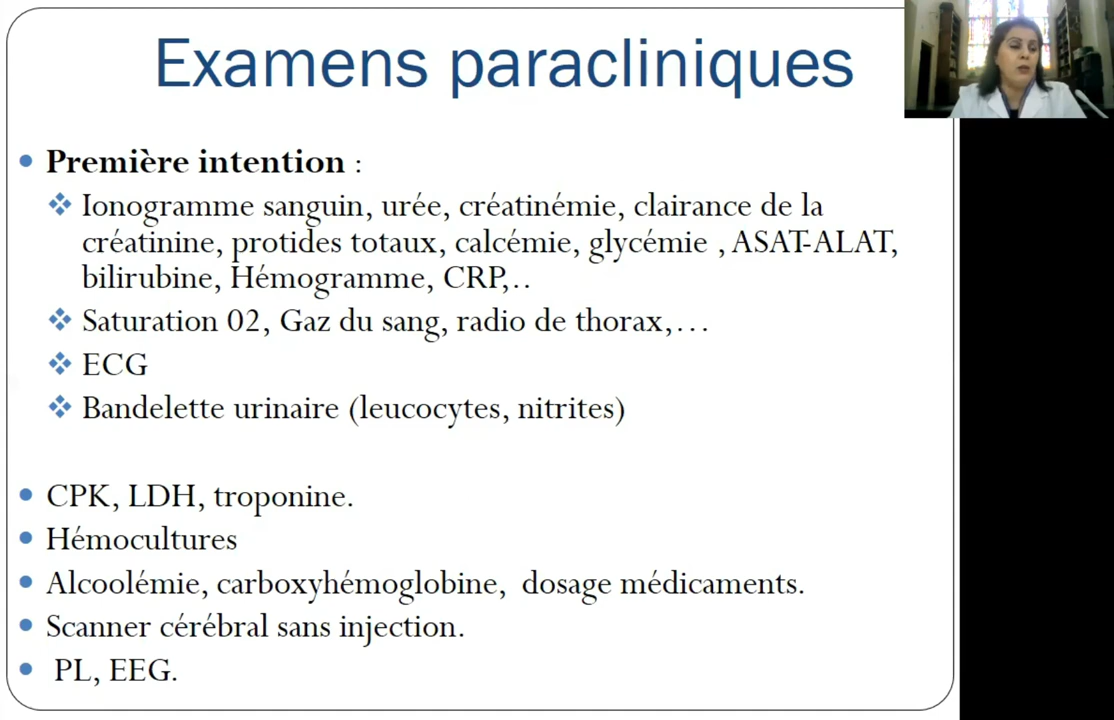 Examens paracliniques
Première intention :
Ionogramme sanguin, urée, créatinémie, clairance de la
créatinine, protides totaux, calcémie, glycémie , ASAT-ALAT,
bilirubine, Hémogramme, CRP,..
Saturation 02, Gaz du sang, radio de thorax,…
ECG
Bandelette urinaire (leucocytes, nitrites)
CPK, LDH, troponine.
Hémocultures
Alcoolémie, carboxyhémoglobine, dosage médicaments.
Scanner cérébral sans injection.
PL, EEG.